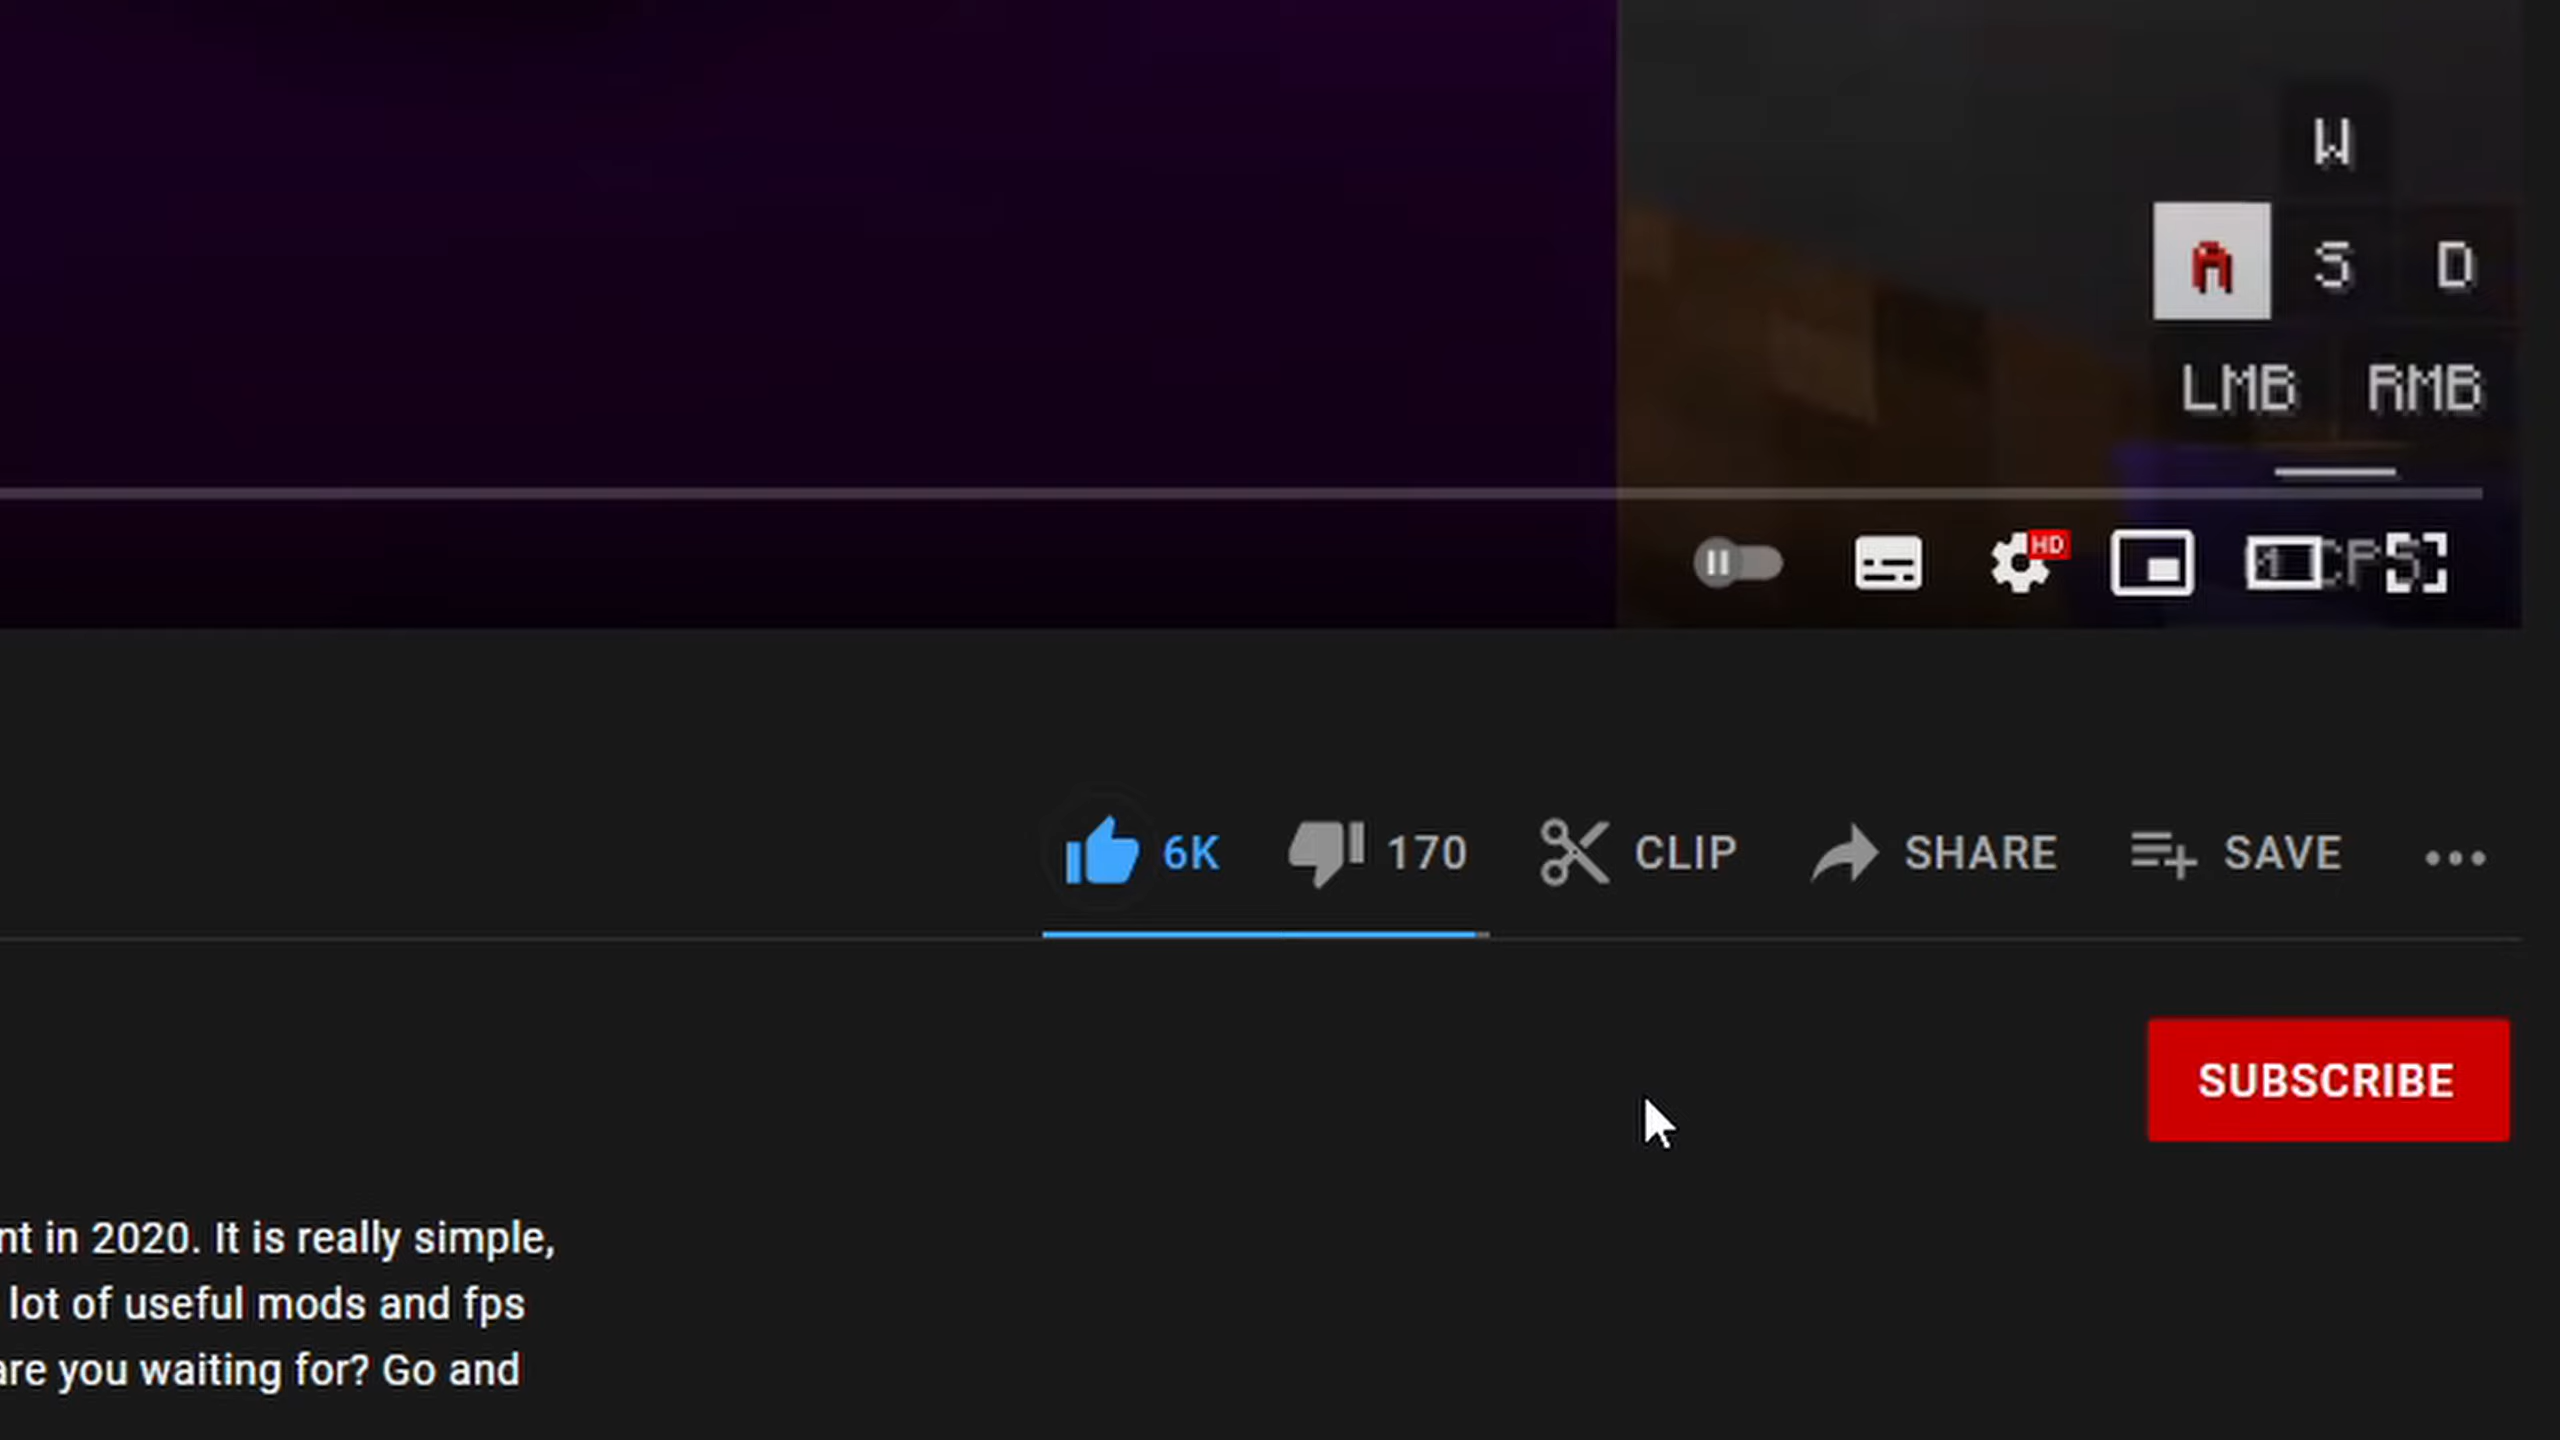 W
A S D
LMB RMB
HD
CPS
6K 170 CLIP SHARE SAVE
SUBSCRIBE
nt in 2020. It is really simple,
lot of useful mods and fps
are you waiting for? Go and